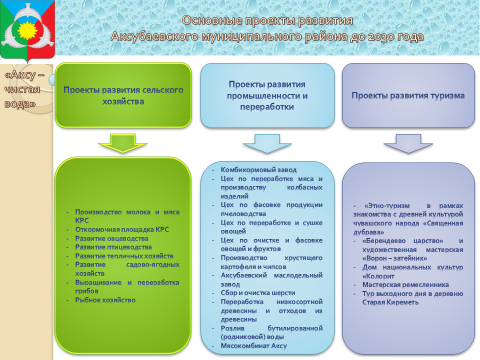 Основные проекты развития
Аксубаевского муниципального района до 2030 года
«Аксу –
чистая
вода»
Проекты развития сельского
хозяйства
Проекты развития
промышленности и
переработки
Проекты развития туризма
- Производство молока и мяса
КРС
- Откормочная площадка КРС
- Развитие овцеводства
- Развитие птицеводства
- Развитие тепличных хозяйств
- Развитие садово-ягодных
хозяйств
- Выращивание и переработка
грибов
- Рыбное хозяйство
- Комбикормовый завод
- Цех по переработке мяса и
производству колбасных
изделий
- Цех по фасовке продукции
пчеловодства
- Цех по переработке и сушке
овощей
- Цех по очистке и фасовке
овощей и фруктов
- Производство хрустящего
картофеля и чипсов
- Аксубаевский маслодельный
завод
- Сбор и очистка шерсти
- Переработка низкосортной
древесины и отходов из
древесины
- Розлив бутилированной
(родниковой) воды
- Мясокомбинат Аксу
- «Этно-туризм в рамках
знакомства с древней культурой
чувашского народа «Священная
дубрава»
- «Берендеево царство» и
художественная мастерская
«Ворон – затейник»
- Дом национальных культур
«Колорит
- Мастерская ремесленника
- Тур выходного дня в деревню
Старая Киреметь